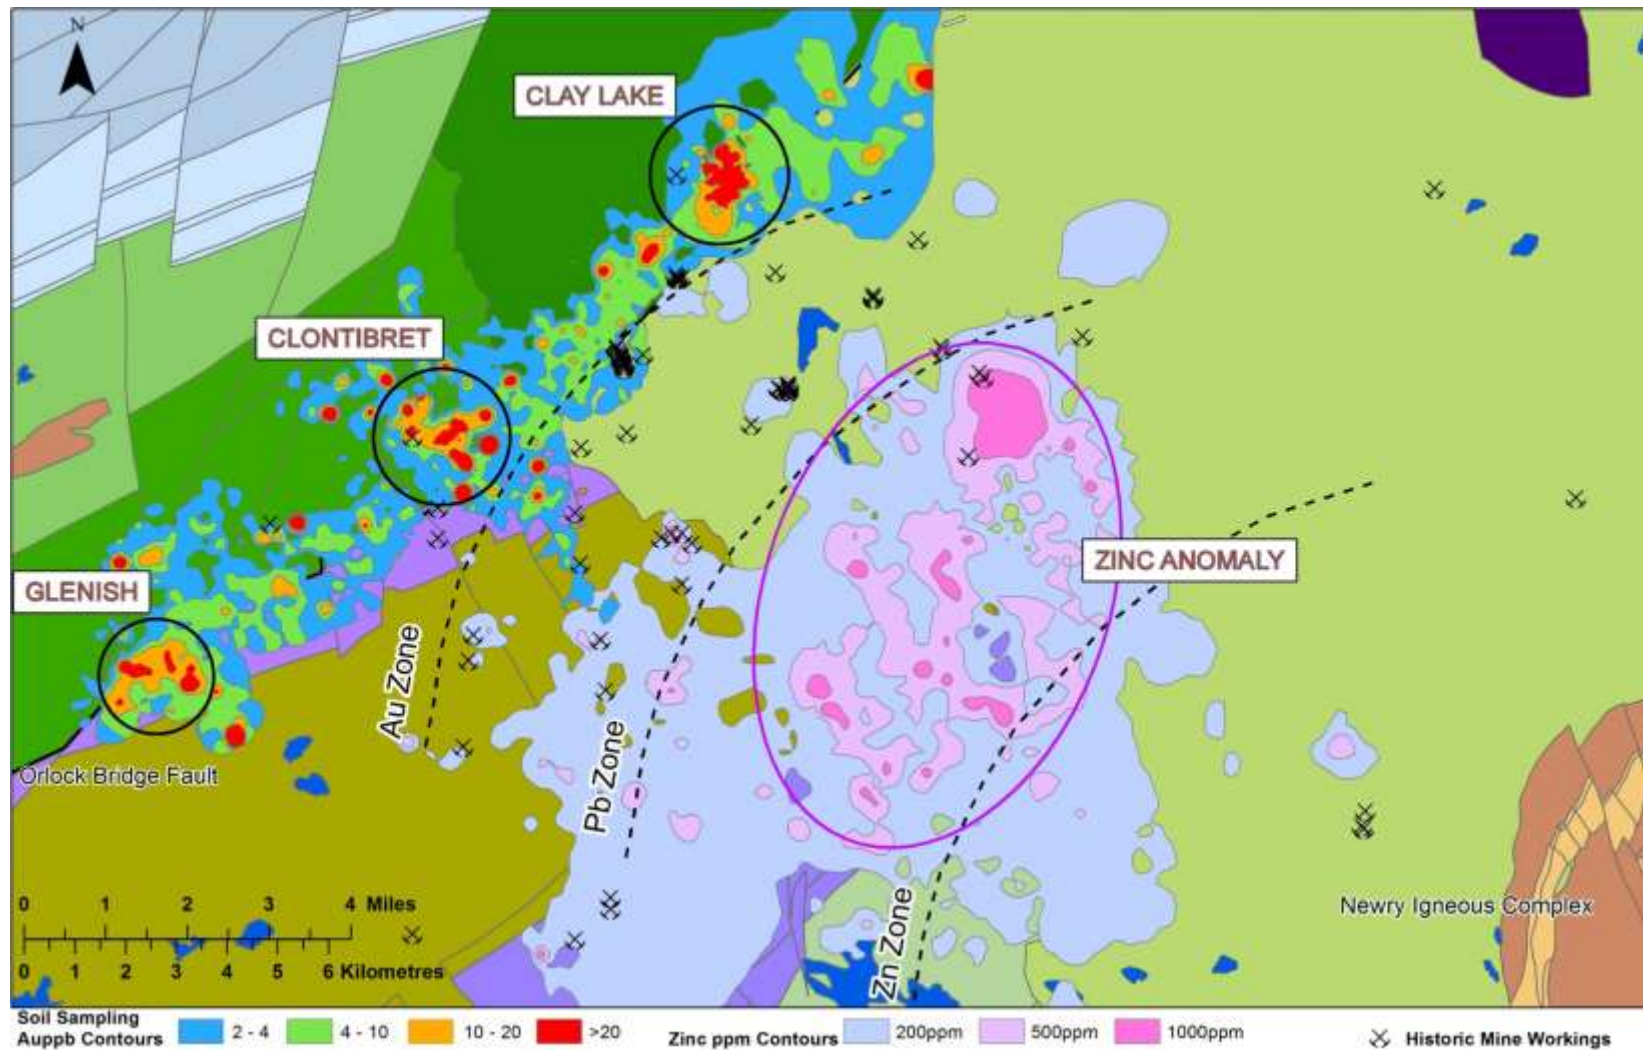 N
CLAY LAKE
CLONTIBRET
GLENISH
ZINC ANOMALY
Au Zone
Pb Zone
Zn Zone
Orlock Bridge Fault
Newry Igneous Complex
0 1 2 3 4 Miles
0 1 2 3 4 5 6 Kilometres
Soil Sampling
Auppb Contours 2 - 4 4 - 10 10 - 20 >20 Zinc ppm Contours 200ppm 500ppm 1000ppm Historic Mine Workings